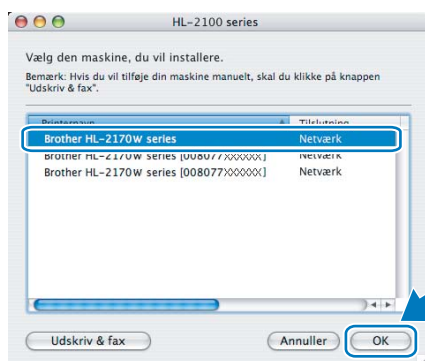 HL-2100 series
Vælg den maskine, du vil installere.
Bemærk: Hvis du vil tilføje din maskine manuelt, skal du klikke på knappen
"Udskriv & fax".
Printernavn Tilslutning
Brother HL-2170W series Netværk
Brother HL-2170W series [008077XXXXXX] Netværk
Brother HL-2170W series [008077XXXXXX] Netværk
Udskriv & fax Annuller OK